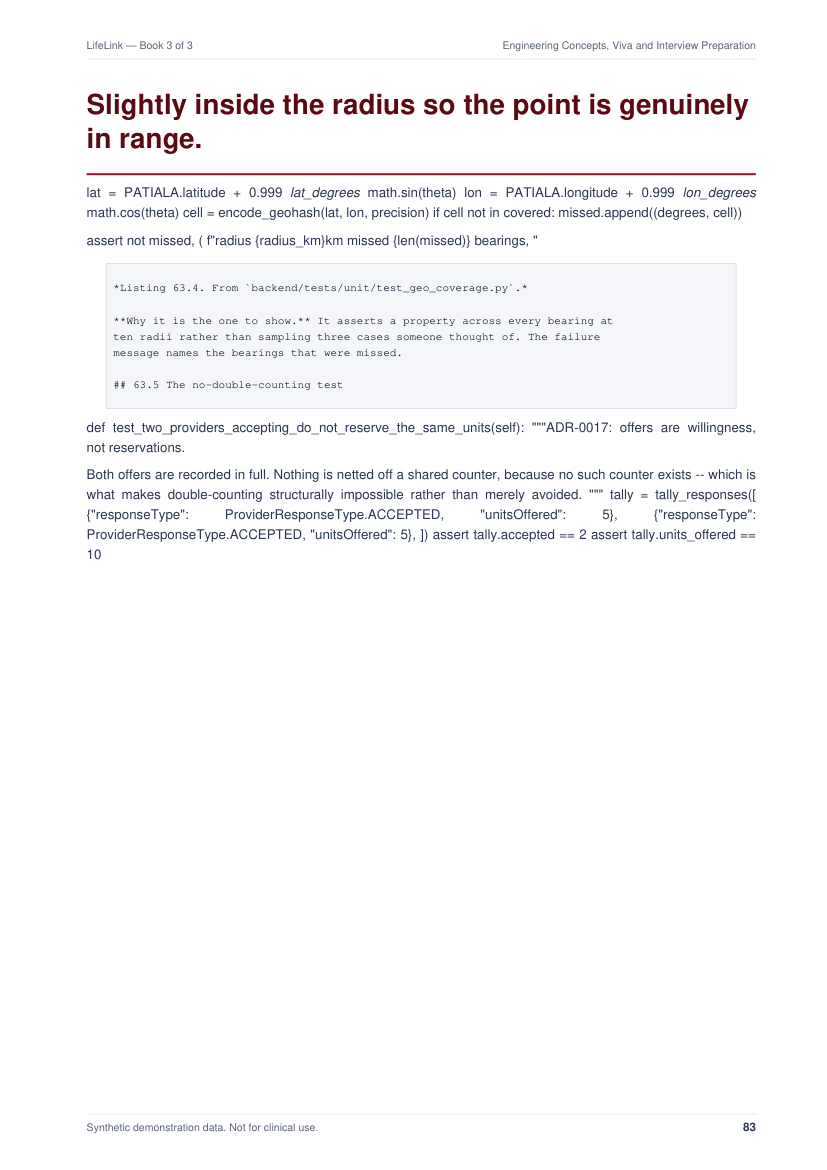 LifeLink — Book 3 of 3
Engineering Concepts, Viva and Interview Preparation
Slightly inside the radius so the point is genuinely
in range.
lat = PATIALA.latitude + 0.999 lat_degrees math.sin(theta) lon = PATIALA.longitude + 0.999 lon_degrees
math.cos(theta) cell = encode_geohash(lat, lon, precision) if cell not in covered: missed.append((degrees, cell))
assert not missed, ( f"radius {radius_km}km missed {len(missed)} bearings, "
*Listing 63.4. From `backend/tests/unit/test_geo_coverage.py`.*
**Why it is the one to show.** It asserts a property across every bearing at
ten radii rather than sampling three cases someone thought of. The failure
message names the bearings that were missed.
## 63.5 The no-double-counting test
def test_two_providers_accepting_do_not_reserve_the_same_units(self): """ADR-0017: offers are willingness,
not reservations.
Both offers are recorded in full. Nothing is netted off a shared counter, because no such counter exists -- which is
what makes double-counting structurally impossible rather than merely avoided. """ tally = tally_responses([
{"responseType": ProviderResponseType.ACCEPTED, "unitsOffered": 5}, {"responseType":
ProviderResponseType.ACCEPTED, "unitsOffered": 5}, ]) assert tally.accepted == 2 assert tally.units_offered ==
10
Synthetic demonstration data. Not for clinical use.
83